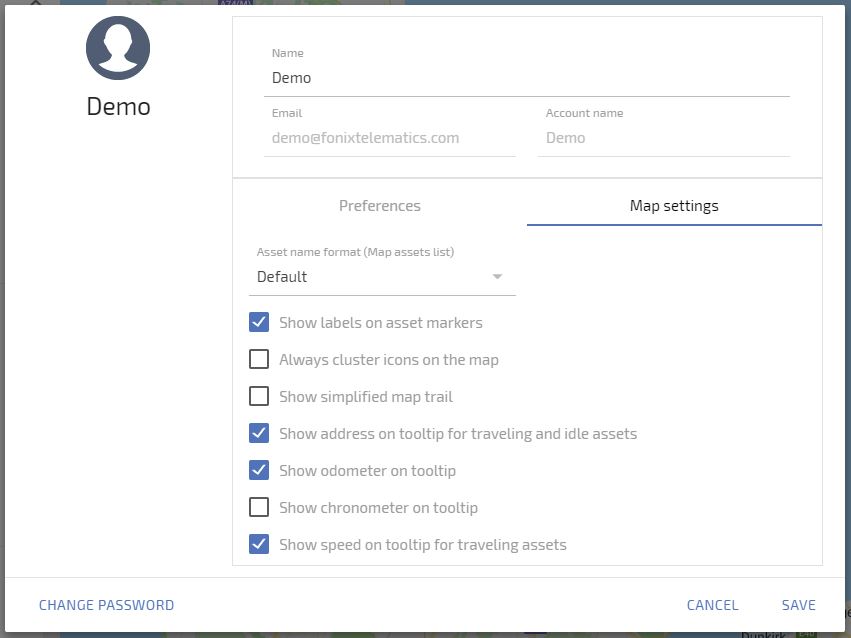 A74(M)
Demo
Name
Demo
Email
Account name
demo@fonixtelematics.com
Demo
Preferences
Map settings
Asset name format (Map assets list)
Default
Show labels on asset markers
Always cluster icons on the map
Show simplified map trail
Show address on tooltip for traveling and idle assets
Show odometer on tooltip
Show chronometer on tooltip
Show speed on tooltip for traveling assets
CHANGE PASSWORD
CANCEL
SAVE
Dunkirk